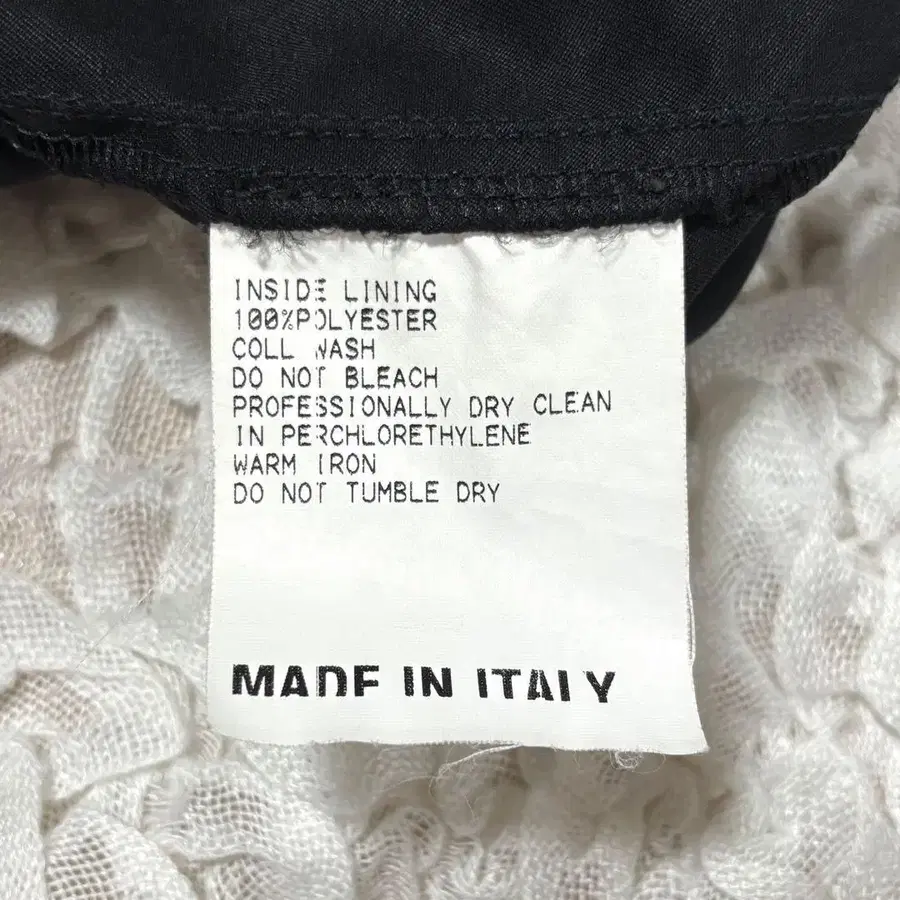 INSIDE LINING
100%POLYESTER
COLL WASH
DO NOT BLEACH
PROFESSIONALLY DRY CLEAN
IN PERCHLORETHYLENE
WARM IRON
DO NOT TUMBLE DRY
MADE IN ITALY